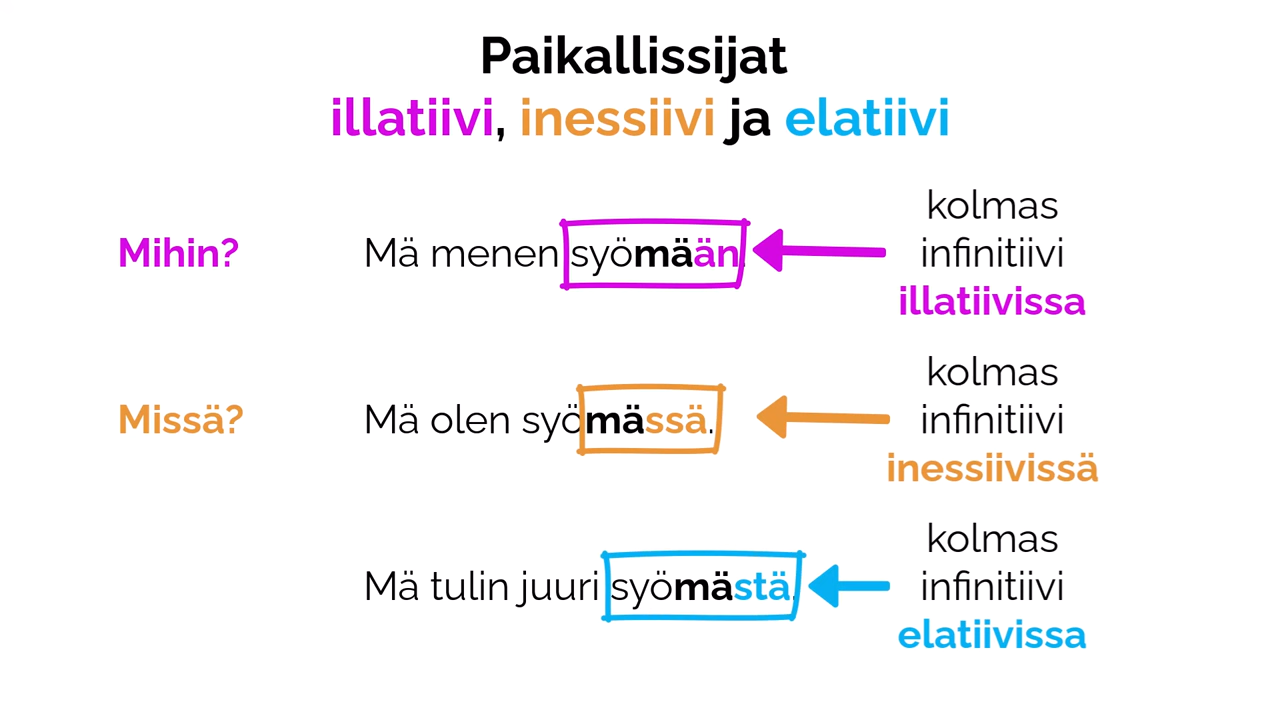 Paikallissijat
illatiivi, inessiivi ja elatiivi
Mihin?
Mä menen syömään.
kolmas
infinitiivi
illatiivissa
Missä?
Mä olen syömässä.
kolmas
infinitiivi
inessiivissä
Mä tulin juuri syömästä.
kolmas
infinitiivi
elatiivissa